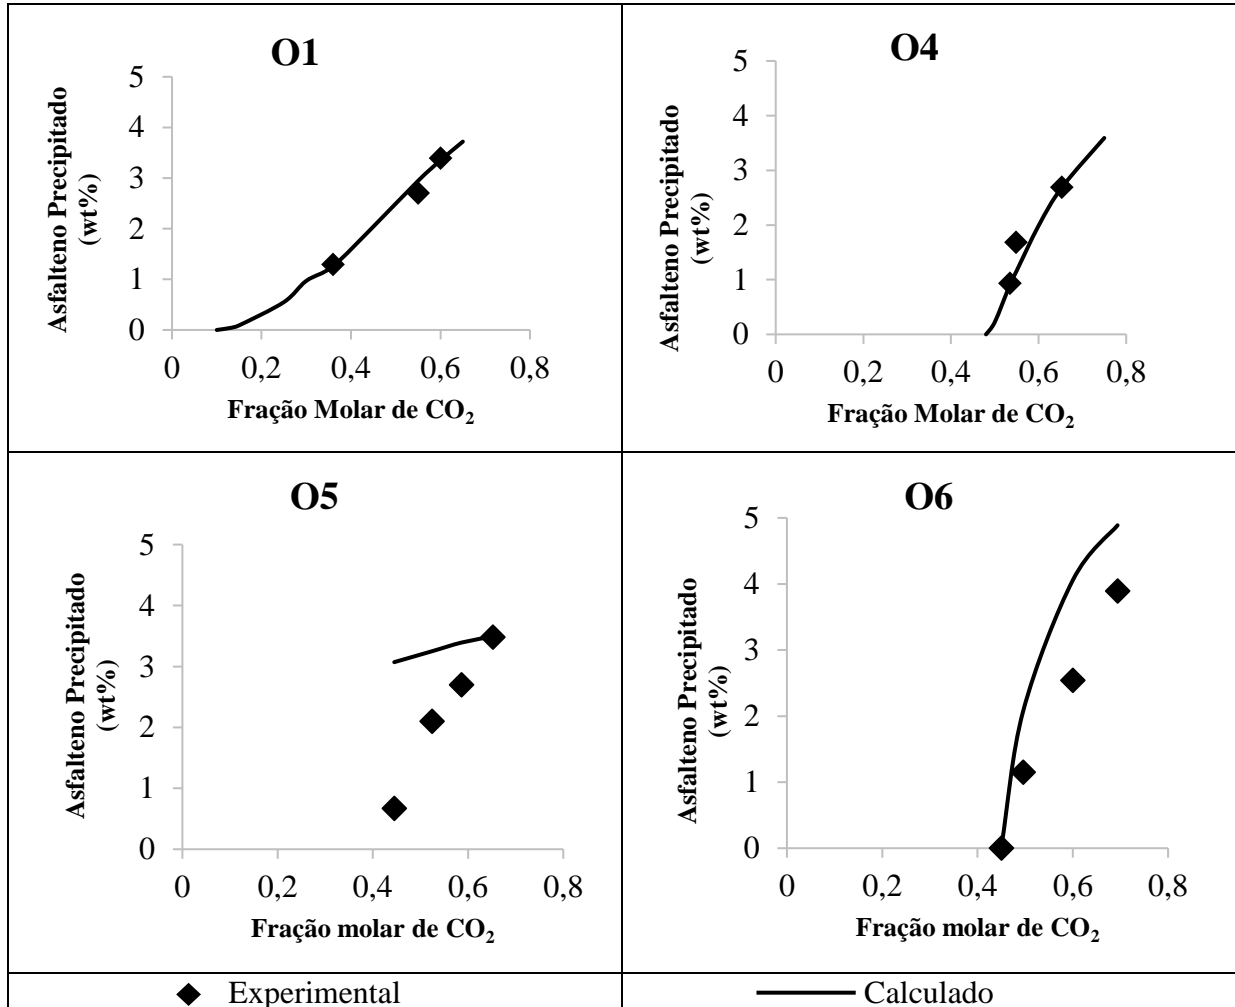 O1
Asfalteno Precipitado
(wt%)
5
4
3
2
1
0
0 0,2 0,4 0,6 0,8
Fração Molar de CO₂
O4
Asfalteno Precipitado
(wt%)
5
4
3
2
1
0
0 0,2 0,4 0,6 0,8
Fração Molar de CO₂
O5
Asfalteno Precipitado
(wt%)
5
4
3
2
1
0
0 0,2 0,4 0,6 0,8
Fração molar de CO₂
O6
Asfalteno Precipitado
(wt%)
5
4
3
2
1
0
0 0,2 0,4 0,6 0,8
Fração molar de CO₂
Experimental
Calculado